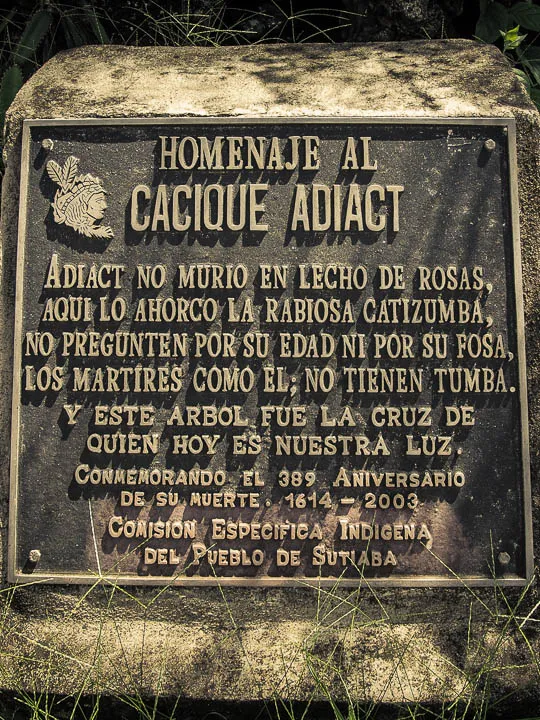 HOMENAJE AL
CACIQUE ADIACT
ADIACT NO MURIO EN LECHO DE ROSAS,
AQUI LO AHORCO LA RABIOSA CATIZUMBA,
NO PREGUNTEN POR SU EDAD NI POR SU FOSA,
LOS MARTIRES COMO EL; NO TIENEN TUMBA.
Y ESTE ARBOL FUE LA CRUZ DE
QUIEN HOY ES NUESTRA LUZ.
CONMEMORANDO EL 389 ANIVERSARIO
DE SU MUERTE. 1614 - 2003
COMISIÓN ESPECIFICA INDIGENA
DEL PUEBLO DE SUTIABA